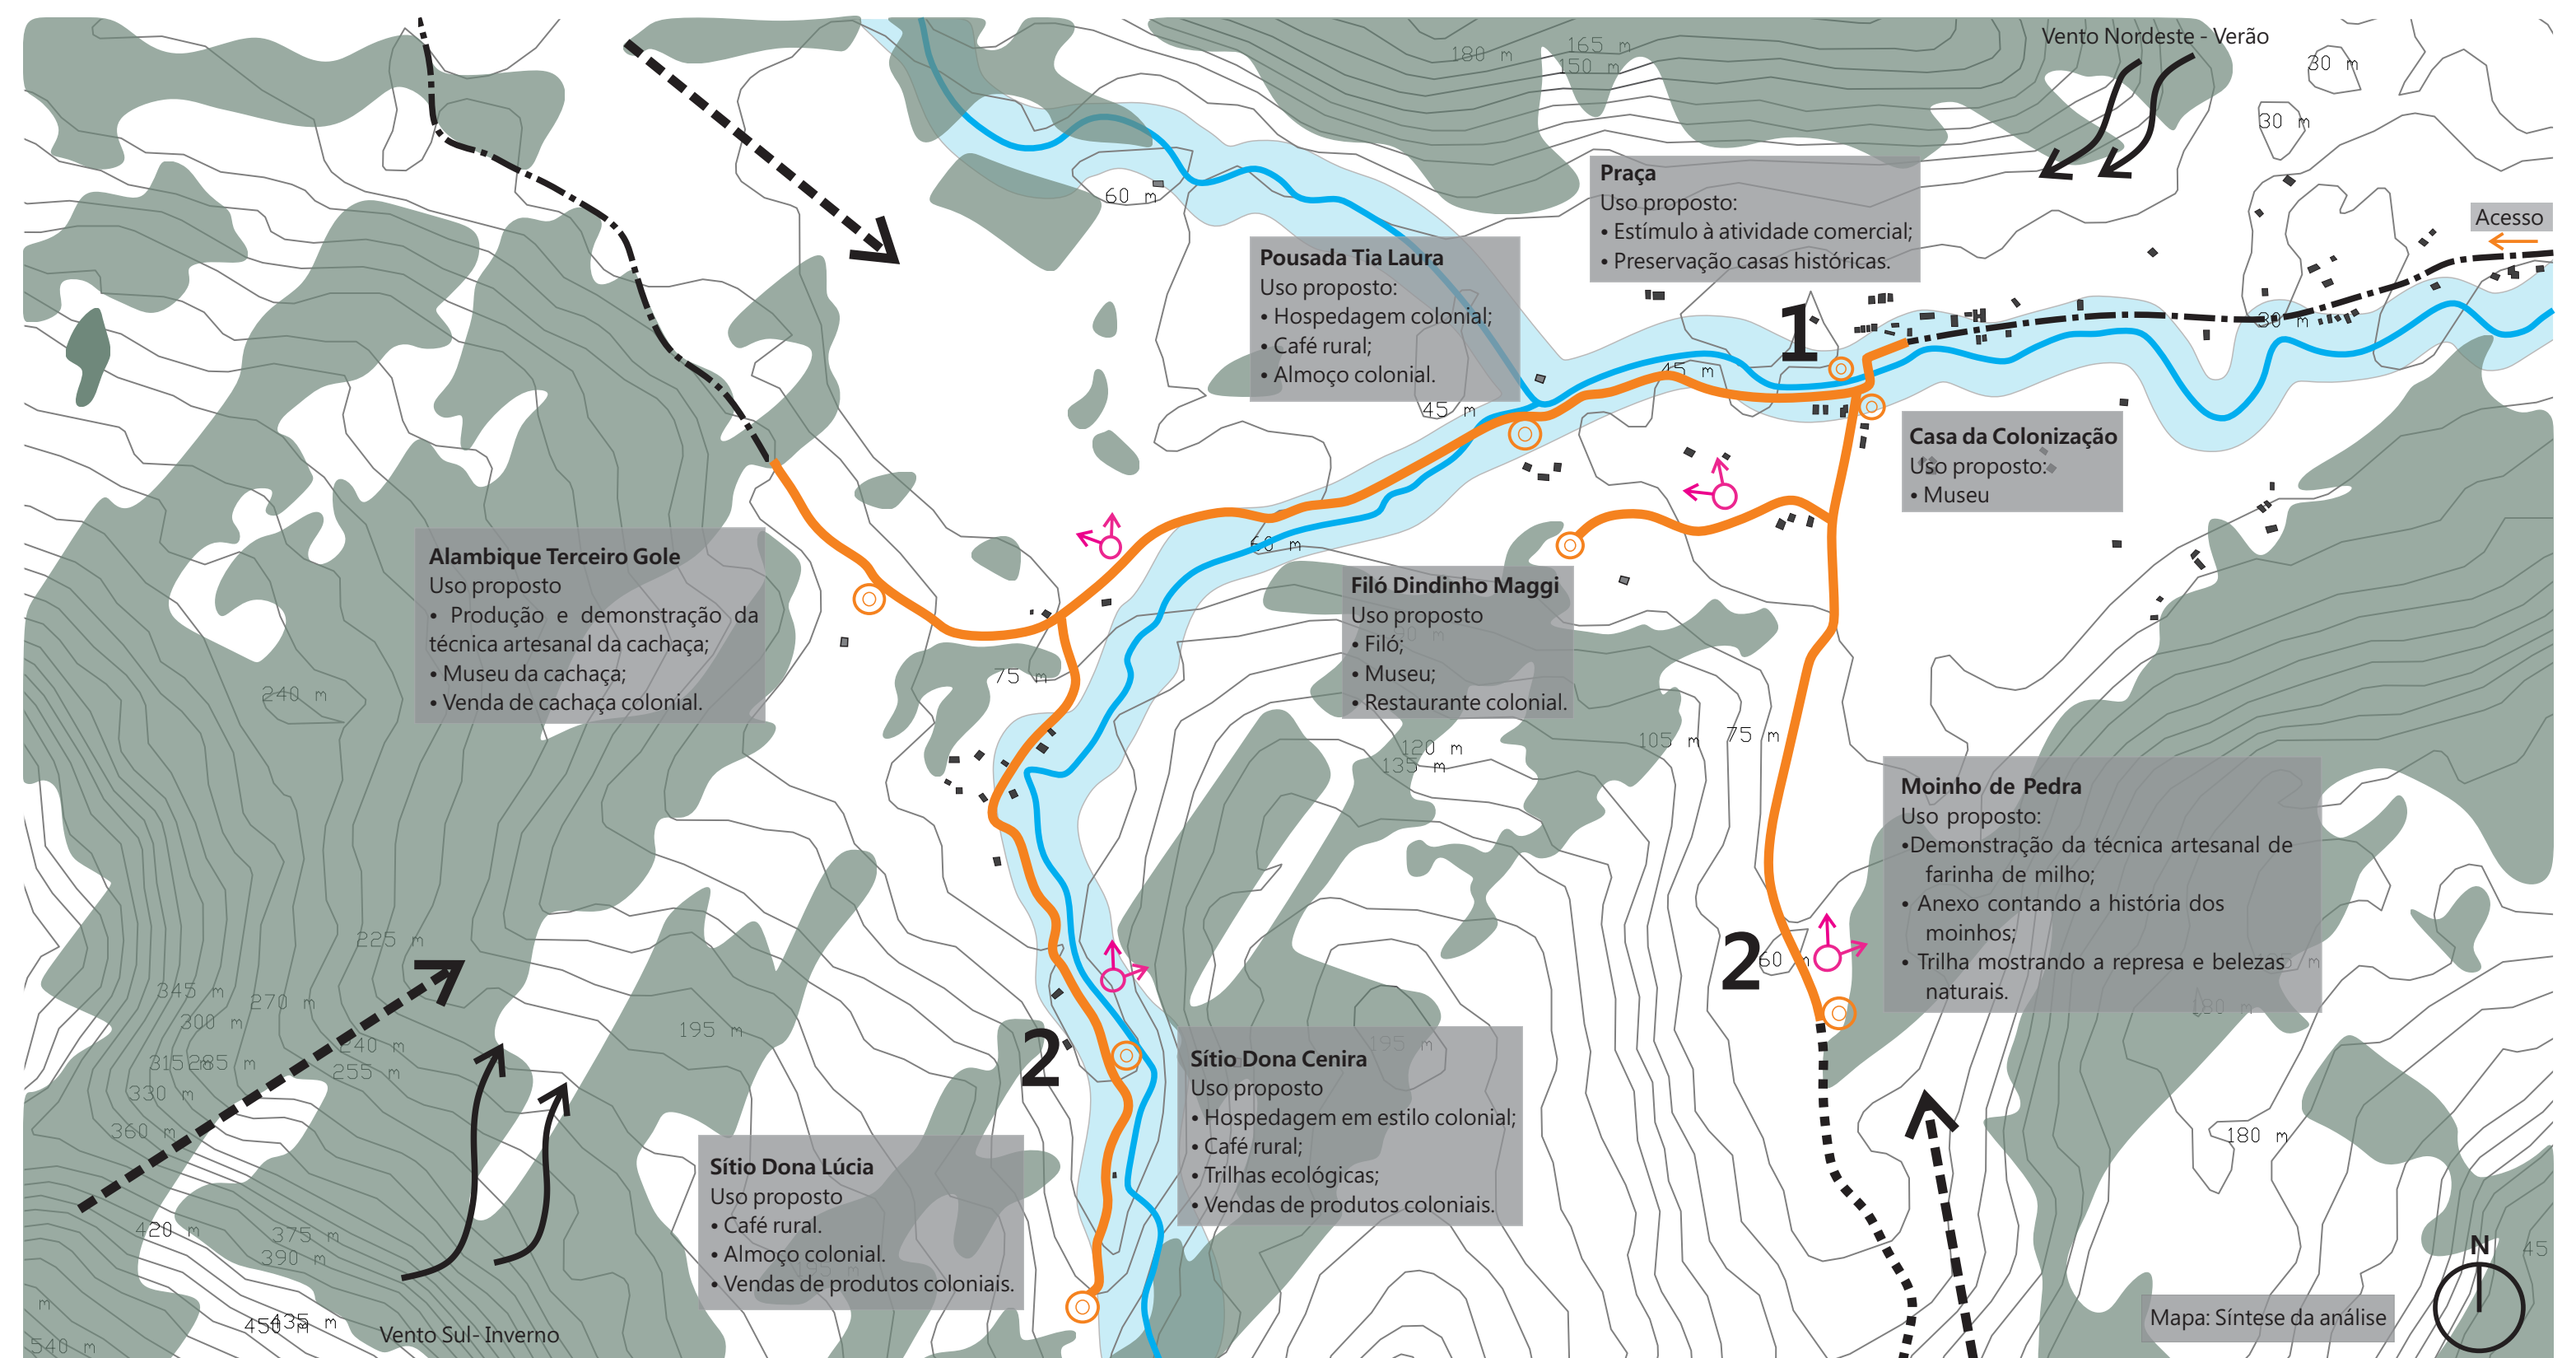 Vento Nordeste - Verão
180 m
165 m
150 m
30 m
30 m
60 m
Praça
Uso proposto:
• Estímulo à atividade comercial;
• Preservação casas históricas.
Acesso
Pousada Tia Laura
Uso proposto:
• Hospedagem colonial;
• Café rural;
• Almoço colonial.
1
30 m
45 m
45 m
Casa da Colonização
Uso proposto:
• Museu
60 m
Alambique Terceiro Gole
Uso proposto
• Produção e demonstração da
técnica artesanal da cachaça;
• Museu da cachaça;
• Venda de cachaça colonial.
Filó Dindinho Maggi
Uso proposto
• Filó;
• Museu;
• Restaurante colonial.
75 m
240 m
120 m
135 m
105 m
75 m
Moinho de Pedra
Uso proposto:
•Demonstração da técnica artesanal de
farinha de milho;
• Anexo contando a história dos
moinhos;
• Trilha mostrando a represa e belezas
naturais.
2
60 m
225 m
345 m
270 m
300 m
195 m
240 m
315 m
285 m
255 m
330 m
360 m
180 m
2
195 m
Sítio Dona Cenira
Uso proposto
• Hospedagem em estilo colonial;
• Café rural;
• Trilhas ecológicas;
• Vendas de produtos coloniais.
180 m
Sítio Dona Lúcia
Uso proposto
• Café rural.
• Almoço colonial.
• Vendas de produtos coloniais.
195 m
420 m
375 m
390 m
N
45
m
450 m
435 m
540 m
Vento Sul- Inverno
Mapa: Síntese da análise